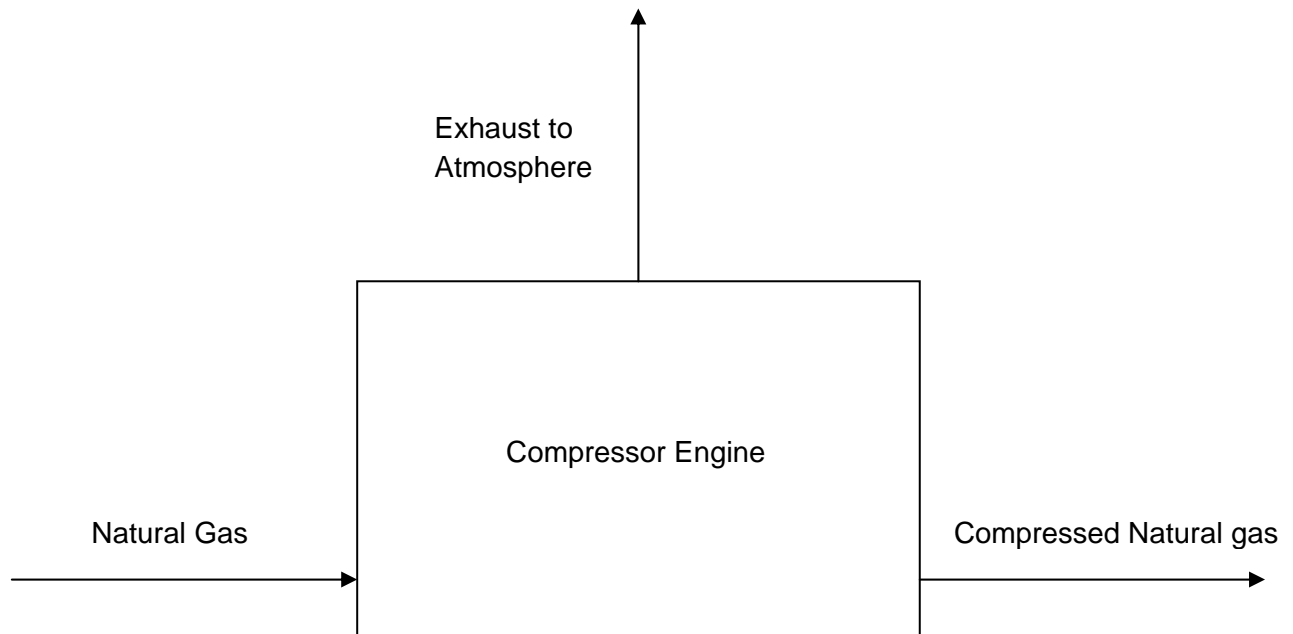 Exhaust to
Atmosphere
Compressor Engine
Natural Gas
Compressed Natural gas